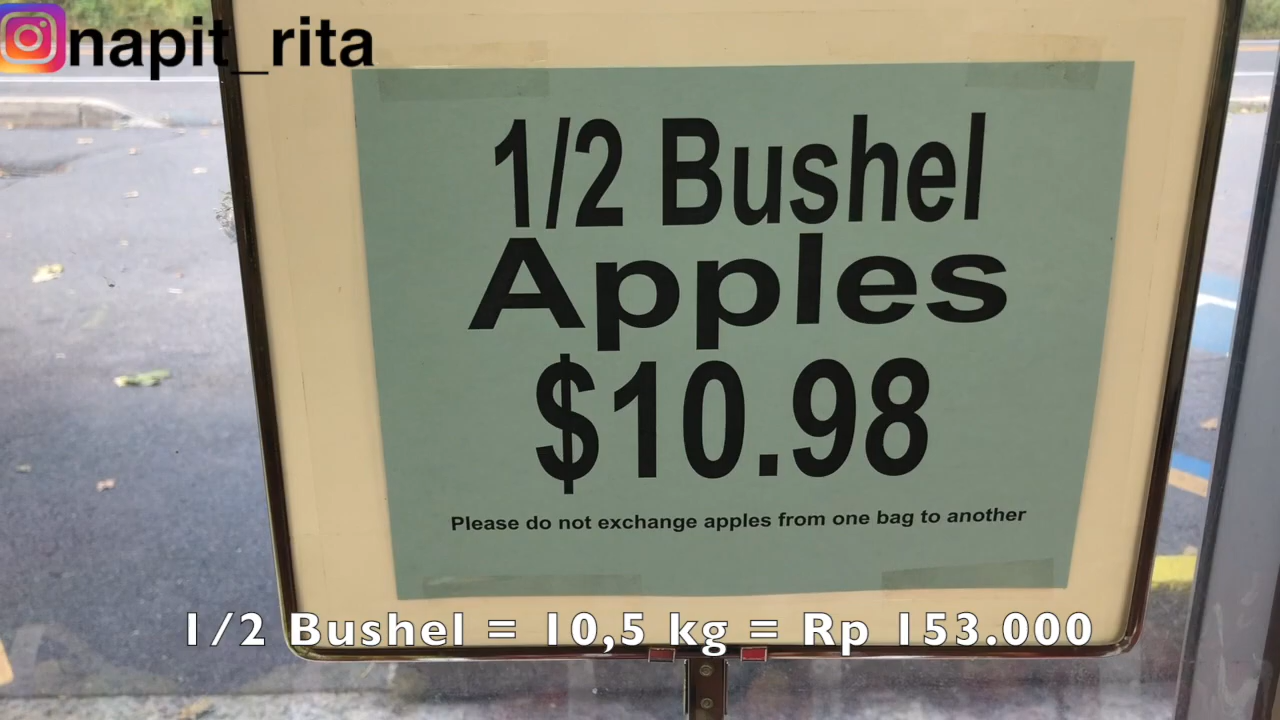 napit_rita
1/2 Bushel
Apples
$10.98
Please do not exchange apples from one bag to another
1/2 Bushel = 10,5 kg = Rp 153.000